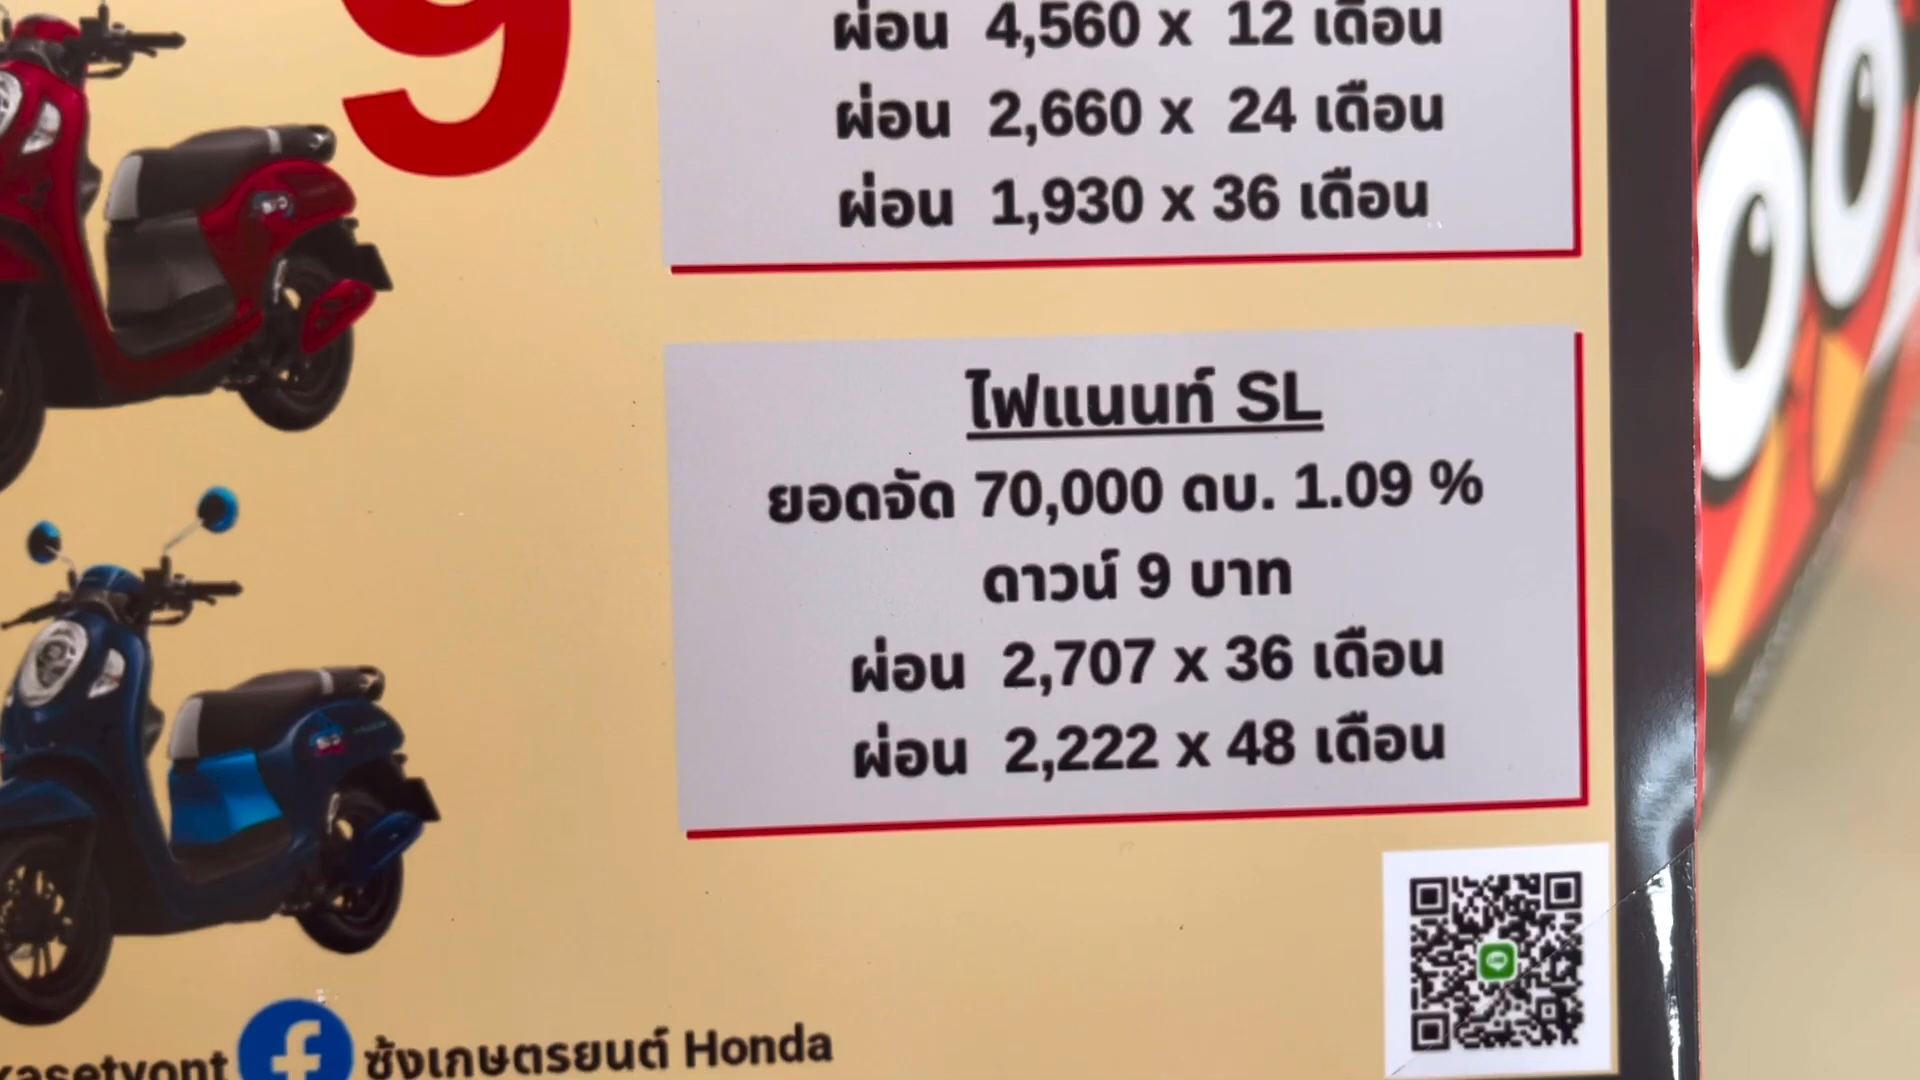 9
ผ่อน 4,560 x 12 เดือน
ผ่อน 2,660 x 24 เดือน
ผ่อน 1,930 x 36 เดือน
ไฟแนนท์ SL
ยอดจัด 70,000 ดบ. 1.09 %
ดาวน์ 9 บาท
ผ่อน 2,707 x 36 เดือน
ผ่อน 2,222 x 48 เดือน
kasetyont ซ้งเกษตรยนต์ Honda